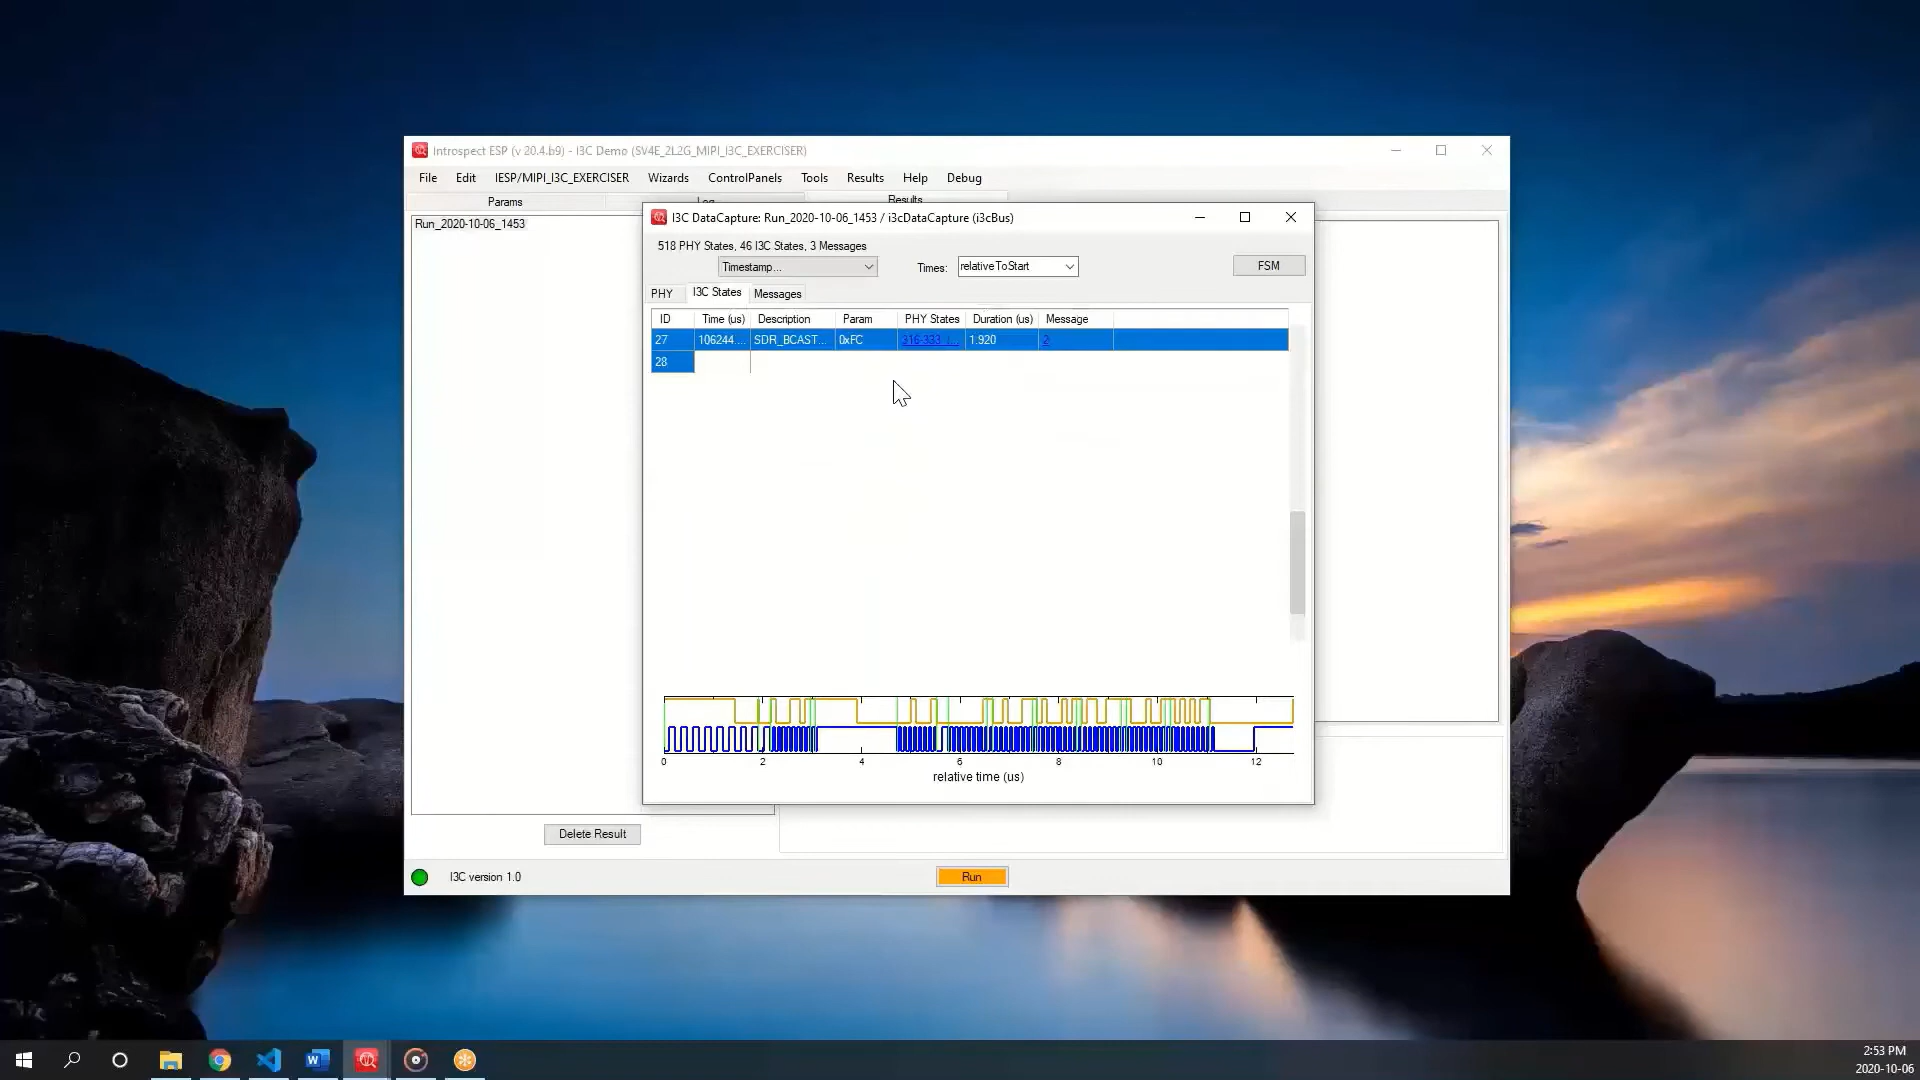 Introspect ESP (v 20.4.b9) - I3C Demo (SV4E_2L2G_MIPI_I3C_EXERCISER)
File Edit IESP/MIPI_I3C_EXERCISER Wizards ControlPanels Tools Results Help Debug
Params Log Results
Run_2020-10-06_1453
I3C DataCapture: Run_2020-10-06_1453 / i3cDataCapture (i3cBus)
518 PHY States, 46 I3C States, 3 Messages
Timestamp... Times: relativeToStart FSM
PHY I3C States Messages
ID Time (us) Description Param PHY States Duration (us) Message
27 106244.... SDR_BCAST... 0xFC 316-333 (... 1.920 2
28
0 2 4 6 8 10 12
relative time (us)
Delete Result
I3C version 1.0 Run
2:53 PM
2020-10-06